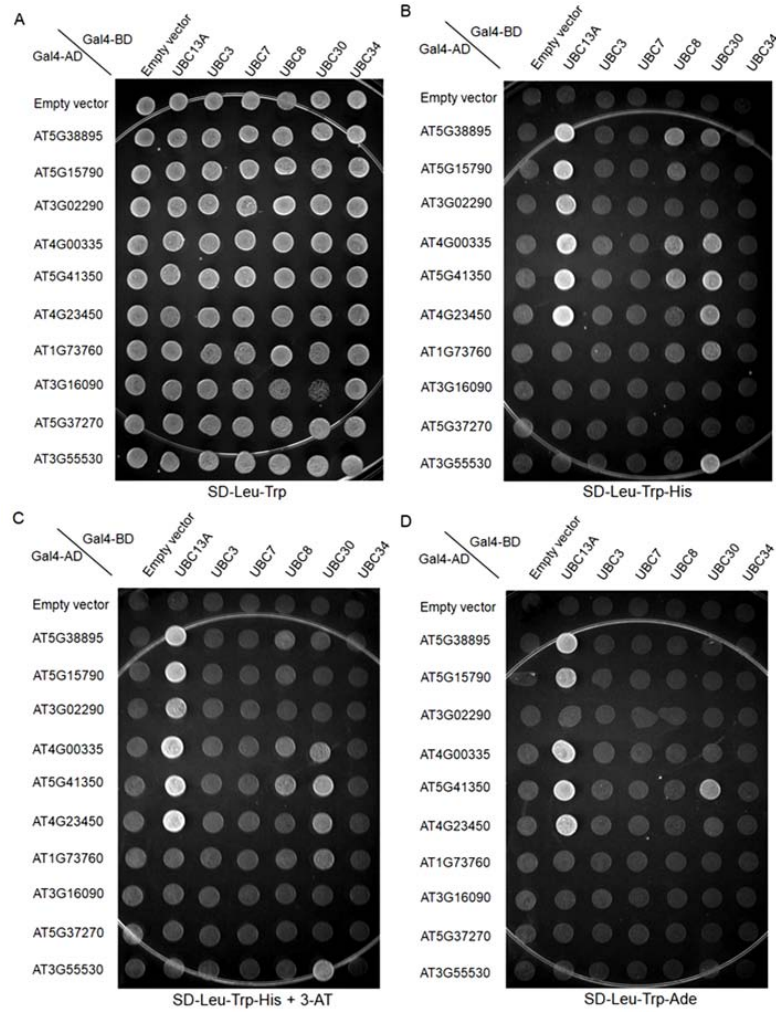 A
Gal4-BD
Gal4-AD
Empty vector
UBC13A
UBC3
UBC7
UBC8
UBC30
UBC34
Empty vector
AT5G38895
AT5G15790
AT3G02290
AT4G00335
AT5G41350
AT4G23450
AT1G73760
AT3G16090
AT5G37270
AT3G55530
SD-Leu-Trp
B
Gal4-BD
Gal4-AD
Empty vector
UBC13A
UBC3
UBC7
UBC8
UBC30
UBC34
Empty vector
AT5G38895
AT5G15790
AT3G02290
AT4G00335
AT5G41350
AT4G23450
AT1G73760
AT3G16090
AT5G37270
AT3G55530
SD-Leu-Trp-His
C
Gal4-BD
Gal4-AD
Empty vector
UBC13A
UBC3
UBC7
UBC8
UBC30
UBC34
Empty vector
AT5G38895
AT5G15790
AT3G02290
AT4G00335
AT5G41350
AT4G23450
AT1G73760
AT3G16090
AT5G37270
AT3G55530
SD-Leu-Trp-His + 3-AT
D
Gal4-BD
Gal4-AD
Empty vector
UBC13A
UBC3
UBC7
UBC8
UBC30
UBC34
Empty vector
AT5G38895
AT5G15790
AT3G02290
AT4G00335
AT5G41350
AT4G23450
AT1G73760
AT3G16090
AT5G37270
AT3G55530
SD-Leu-Trp-Ade